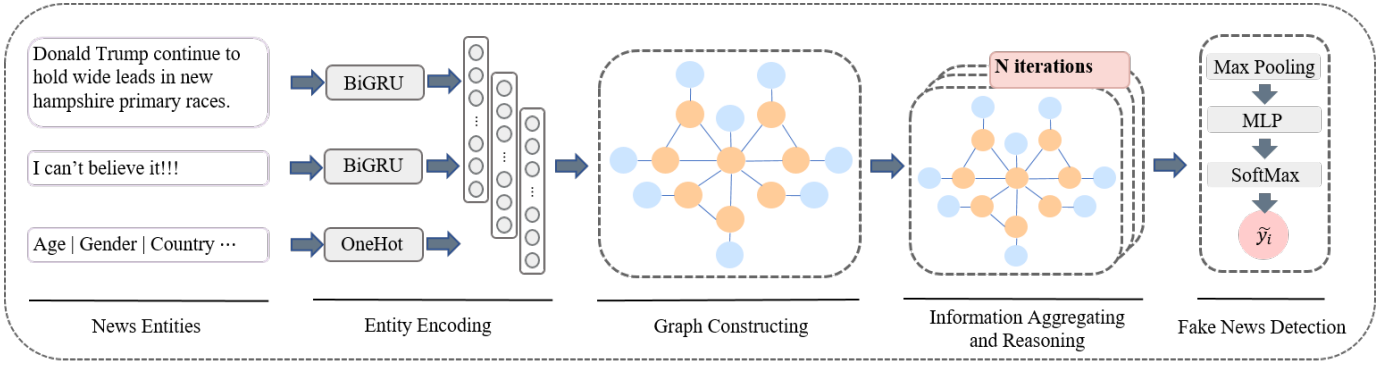 Donald Trump continue to
hold wide leads in new
hampshire primary races.
I can't believe it!!!
Age | Gender | Country ⋯
BiGRU
BiGRU
OneHot
N iterations
Max Pooling
MLP
SoftMax
ỹᵢ
News Entities
Entity Encoding
Graph Constructing
Information Aggregating
and Reasoning
Fake News Detection